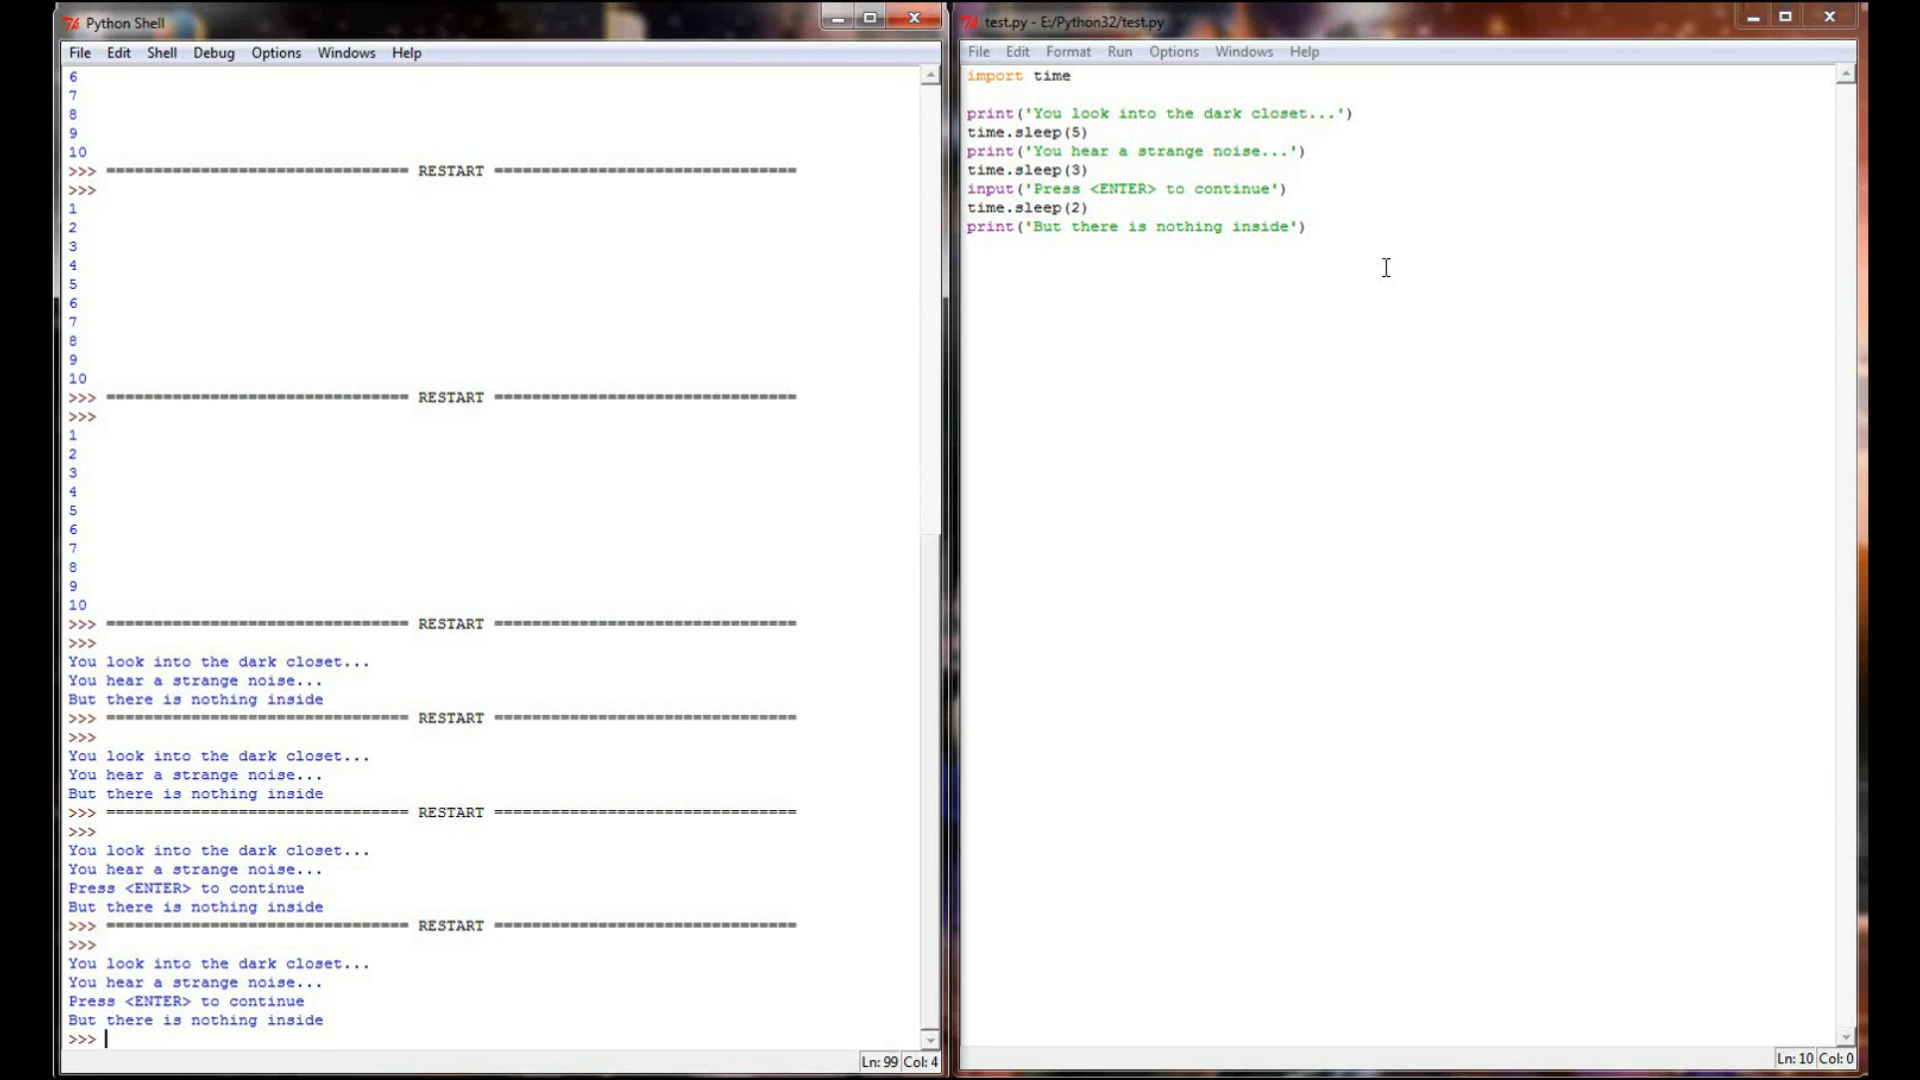 Python Shell
File Edit Shell Debug Options Windows Help
6
7
8
9
10
>>> ================================ RESTART ================================
>>>
1
2
3
4
5
6
7
8
9
10
>>> ================================ RESTART ================================
>>>
1
2
3
4
5
6
7
8
9
10
>>> ================================ RESTART ================================
>>>
You look into the dark closet...
You hear a strange noise...
But there is nothing inside
>>> ================================ RESTART ================================
>>>
You look into the dark closet...
You hear a strange noise...
But there is nothing inside
>>> ================================ RESTART ================================
>>>
You look into the dark closet...
You hear a strange noise...
Press <ENTER> to continue
But there is nothing inside
>>> ================================ RESTART ================================
>>>
You look into the dark closet...
You hear a strange noise...
Press <ENTER> to continue
But there is nothing inside
>>>
Ln: 99 Col: 4
test.py - E:/Python32/test.py
File Edit Format Run Options Windows Help
import time
print('You look into the dark closet...')
time.sleep(5)
print('You hear a strange noise...')
time.sleep(3)
input('Press <ENTER> to continue')
time.sleep(2)
print('But there is nothing inside')
Ln: 10 Col: 0